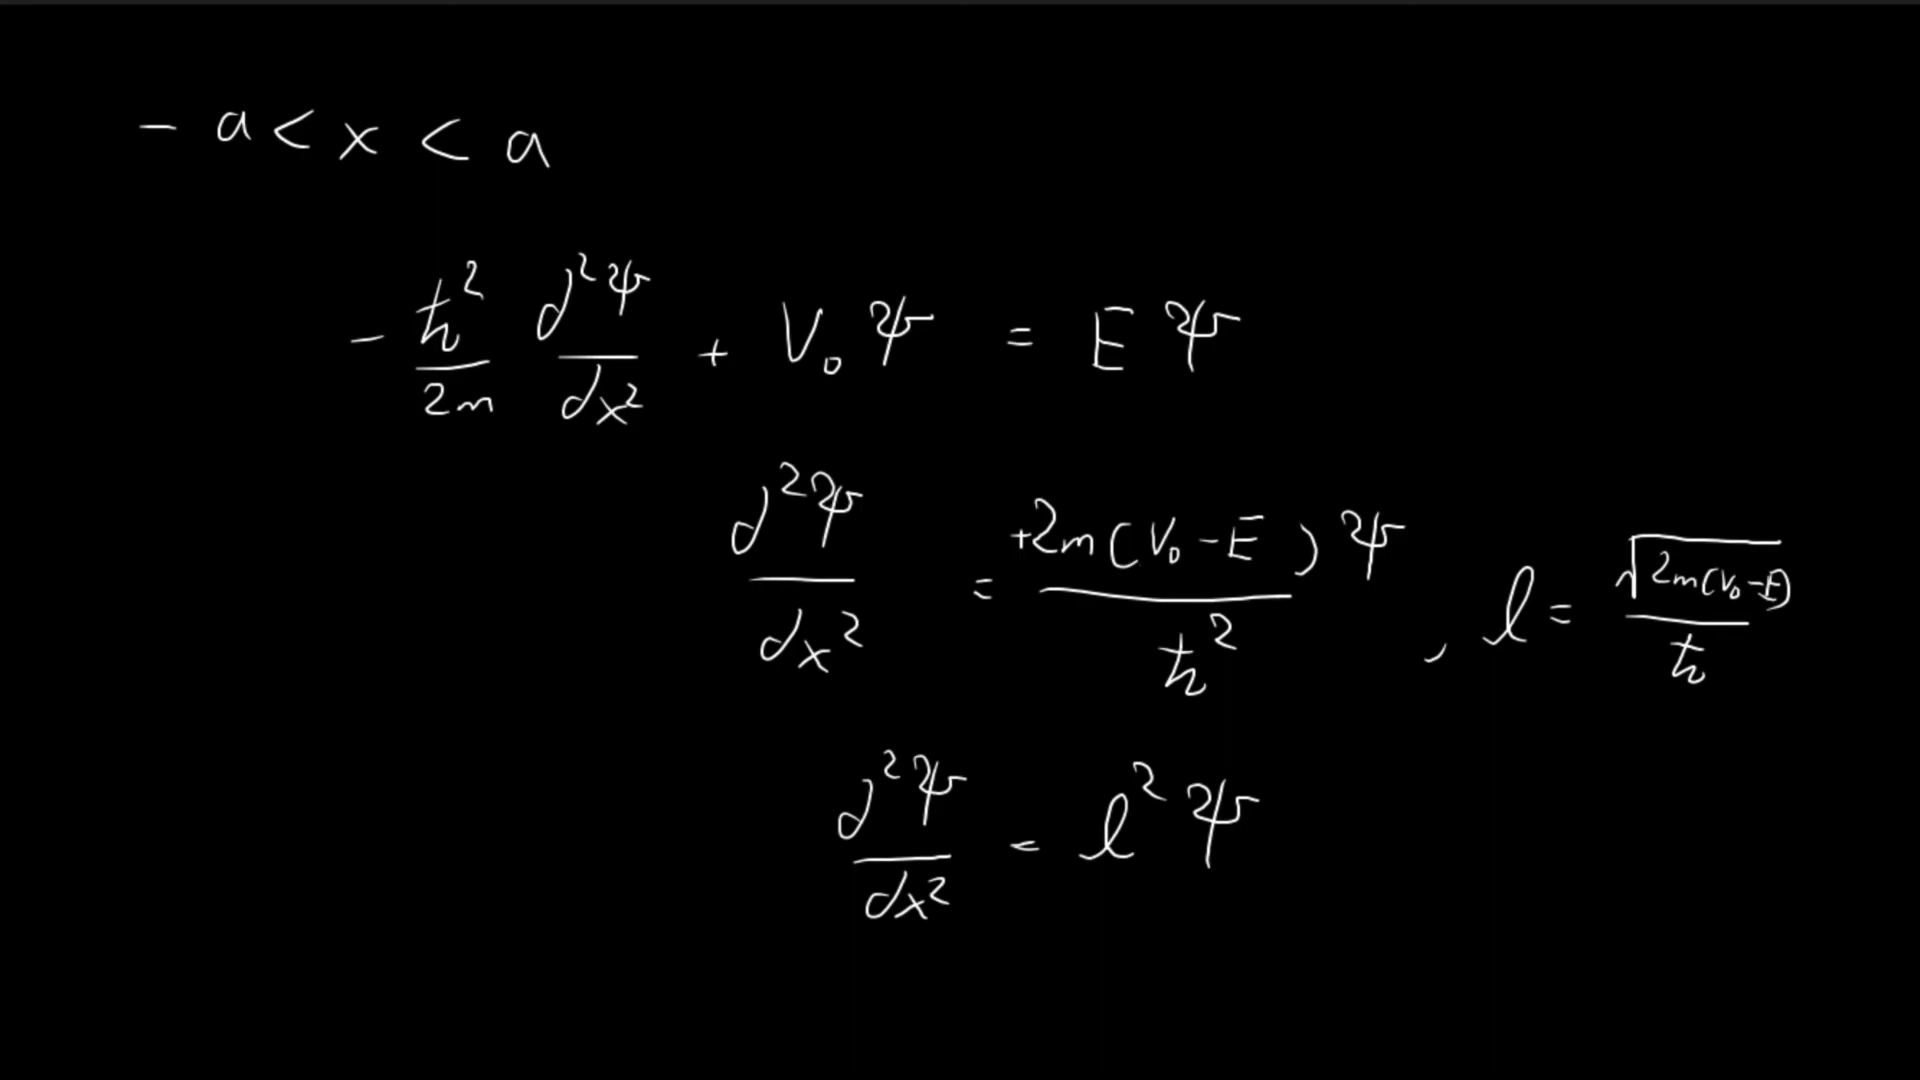 - a < x < a
- ħ²/2m d²ψ/dx² + V₀ψ = Eψ
d²ψ/dx² = +2m(V₀ - E)ψ/ħ² , l = √2m(V₀-E)/ħ
d²ψ/dx² = l²ψ